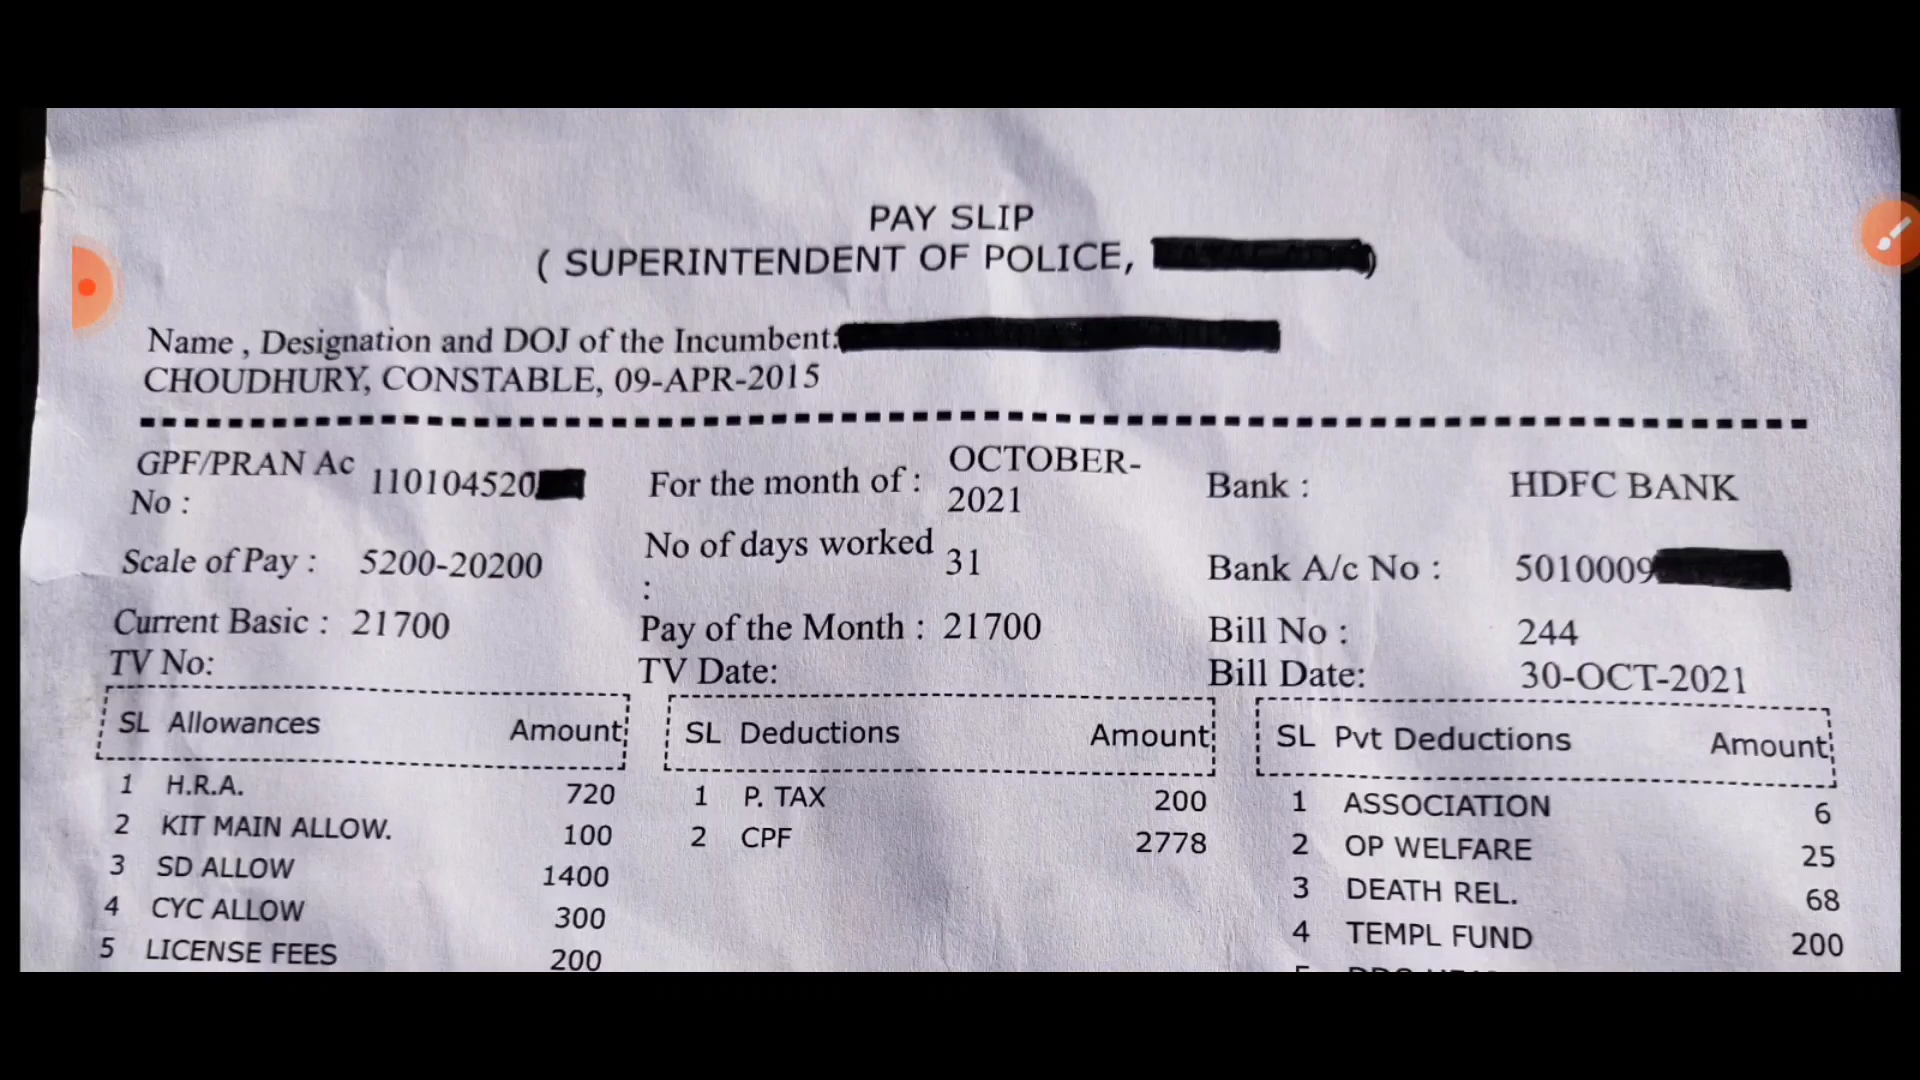 PAY SLIP
( SUPERINTENDENT OF POLICE, )
Name , Designation and DOJ of the Incumbent:
CHOUDHURY, CONSTABLE, 09-APR-2015
GPF/PRAN Ac No : 110104520 For the month of : OCTOBER-2021 Bank : HDFC BANK
Scale of Pay : 5200-20200 No of days worked : 31 Bank A/c No : 5010009
Current Basic : 21700 Pay of the Month : 21700 Bill No : 244
TV No: TV Date: Bill Date: 30-OCT-2021
SL Allowances Amount SL Deductions Amount SL Pvt Deductions Amount
1 H.R.A. 720 1 P. TAX 200 1 ASSOCIATION 6
2 KIT MAIN ALLOW. 100 2 CPF 2778 2 OP WELFARE 25
3 SD ALLOW 1400 3 DEATH REL. 68
4 CYC ALLOW 300 4 TEMPL FUND 200
5 LICENSE FEES 200